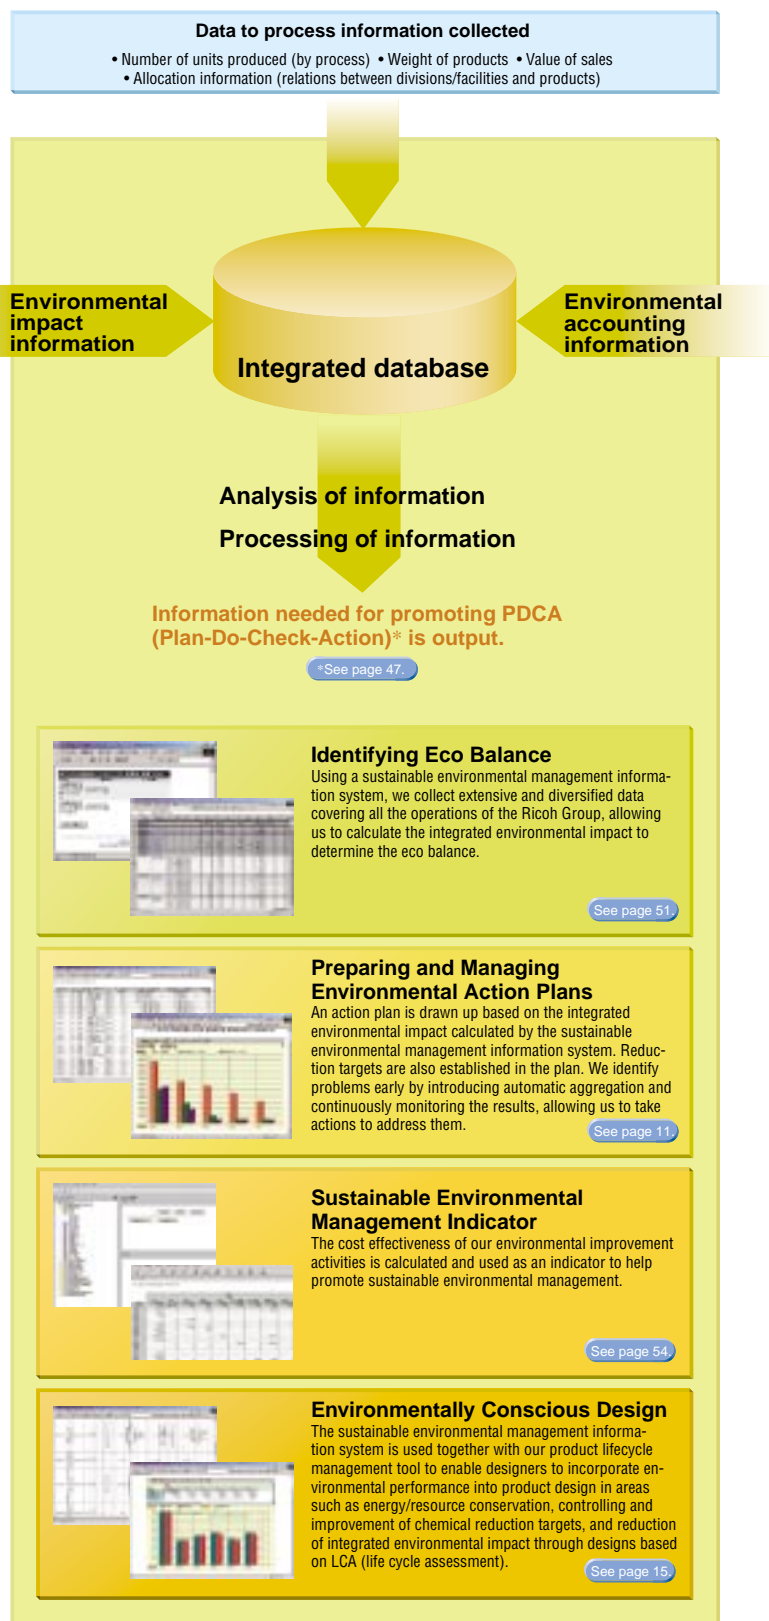 Data to process information collected
• Number of units produced (by process) • Weight of products • Value of sales
• Allocation information (relations between divisions/facilities and products)
Environmental
impact
information
Environmental
accounting
information
Integrated database
Analysis of information
Processing of information
Information needed for promoting PDCA
(Plan-Do-Check-Action)* is output.
*See page 47.
Identifying Eco Balance
Using a sustainable environmental management informa-
tion system, we collect extensive and diversified data
covering all the operations of the Ricoh Group, allowing
us to calculate the integrated environmental impact to
determine the eco balance.
See page 51.
Preparing and Managing
Environmental Action Plans
An action plan is drawn up based on the integrated
environmental impact calculated by the sustainable
environmental management information system. Reduc-
tion targets are also established in the plan. We identify
problems early by introducing automatic aggregation and
continuously monitoring the results, allowing us to take
actions to address them.
See page 11.
Sustainable Environmental
Management Indicator
The cost effectiveness of our environmental improvement
activities is calculated and used as an indicator to help
promote sustainable environmental management.
See page 54.
Environmentally Conscious Design
The sustainable environmental management informa-
tion system is used together with our product lifecycle
management tool to enable designers to incorporate en-
vironmental performance into product design in areas
such as energy/resource conservation, controlling and
improvement of chemical reduction targets, and reduction
of integrated environmental impact through designs based
on LCA (life cycle assessment).
See page 15.